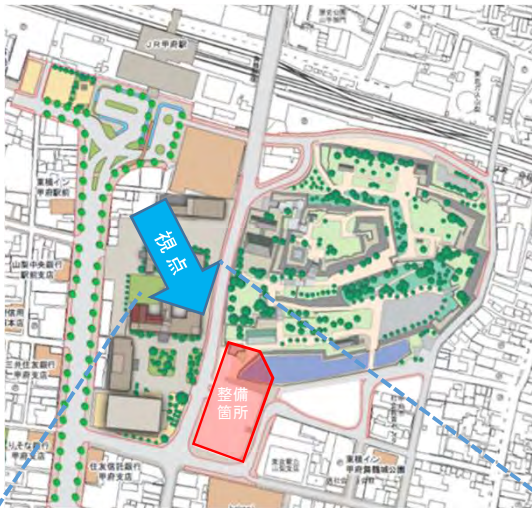 JR甲府駅
東横イン
甲府駅前
山梨中央銀行
駅前支店
視点
三井住友銀行
甲府支店
整備
箇所
りそな銀行
甲府支店
住友信託銀行
甲府支店
東横イン
甲府舞鶴城公園